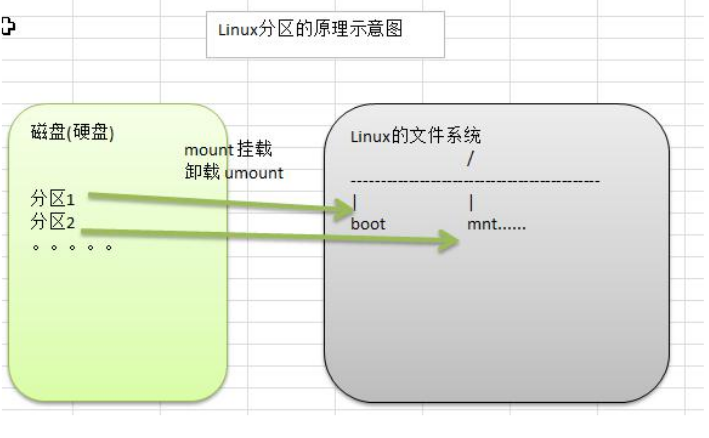 Linux分区的原理示意图
磁盘(硬盘)
mount 挂载
卸载 umount
分区1
分区2
。。。。。
Linux的文件系统
/
----------------------------------------
| |
boot mnt......